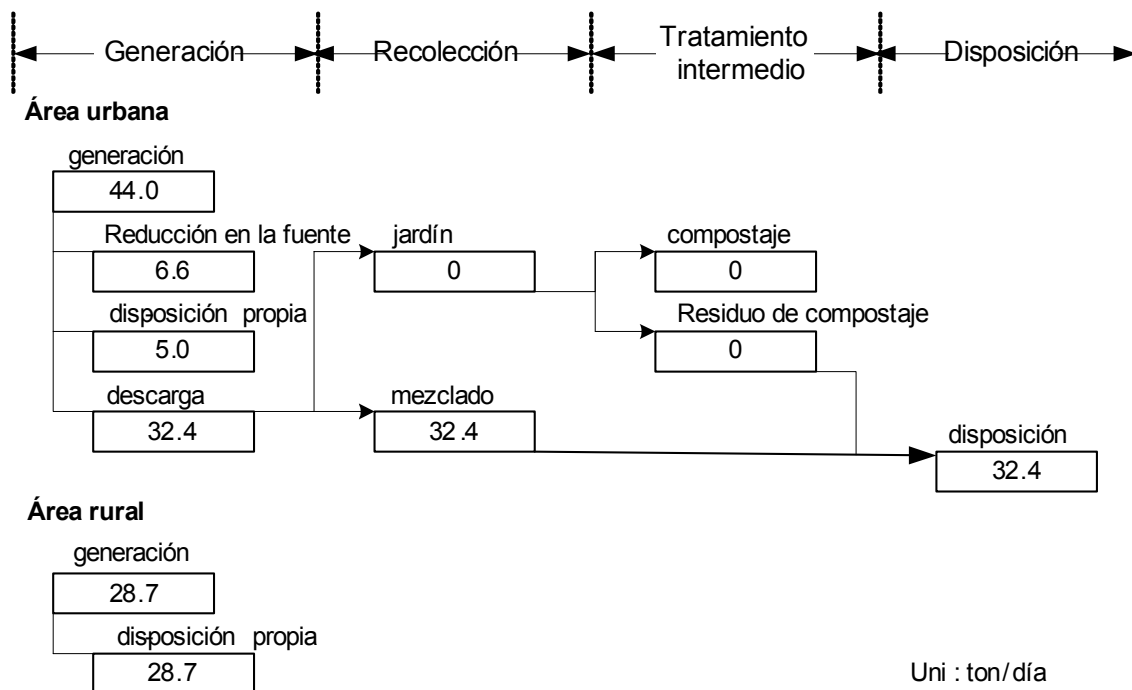 Generación
Recolección
Tratamiento
intermedio
Disposición
Área urbana
generación
44.0
Reducción en la fuente
6.6
disposición propia
5.0
descarga
32.4
jardín
0
mezclado
32.4
compostaje
0
Residuo de compostaje
0
disposición
32.4
Área rural
generación
28.7
disposición propia
28.7
Uni : ton/día